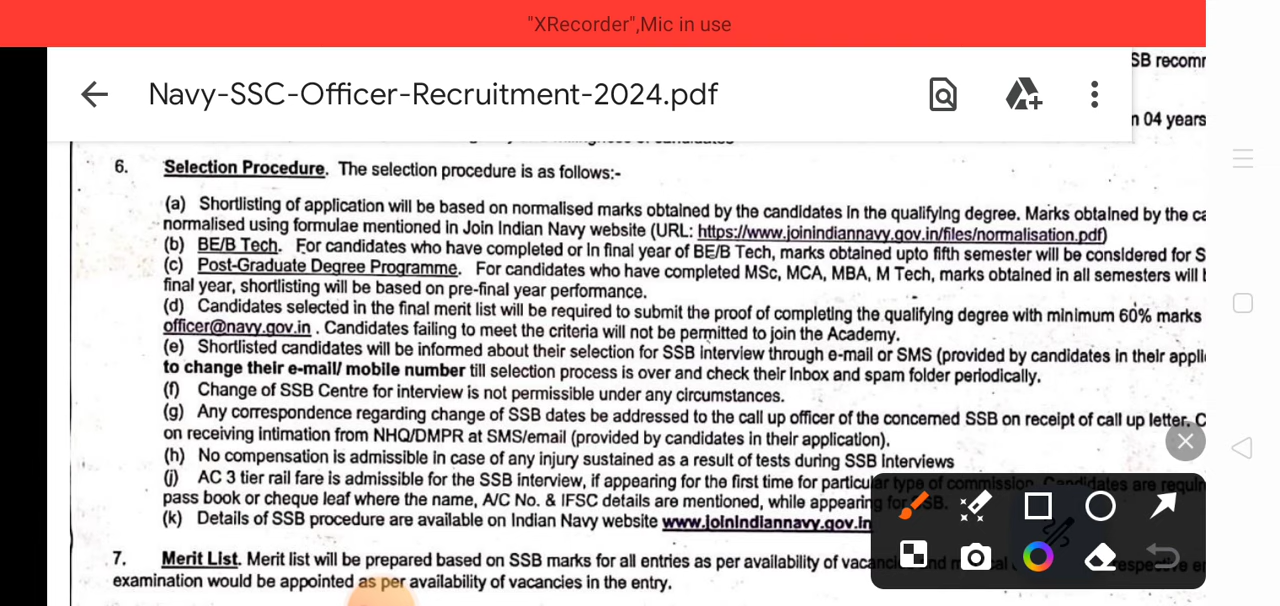 "XRecorder",Mic in use
Navy-SSC-Officer-Recruitment-2024.pdf
SB recomm
n 04 years
6. Selection Procedure. The selection procedure is as follows:-
(a) Shortlisting of application will be based on normalised marks obtained by the candidates in the qualifying degree. Marks obtained by the ca
normalised using formulae mentioned in Join Indian Navy website (URL: https://www.joinindiannavy.gov.in/files/normalisation.pdf)
(b) BE/B Tech. For candidates who have completed or in final year of BE/B Tech, marks obtained upto fifth semester will be considered for S
(c) Post-Graduate Degree Programme. For candidates who have completed MSc, MCA, MBA, M Tech, marks obtained in all semesters will b
final year, shortlisting will be based on pre-final year performance.
(d) Candidates selected in the final merit list will be required to submit the proof of completing the qualifying degree with minimum 60% marks
officer@navy.gov.in . Candidates failing to meet the criteria will not be permitted to join the Academy.
(e) Shortlisted candidates will be informed about their selection for SSB interview through e-mail or SMS (provided by candidates in their appli
to change their e-mail/ mobile number till selection process is over and check their Inbox and spam folder periodically.
(f) Change of SSB Centre for interview is not permissible under any circumstances.
(g) Any correspondence regarding change of SSB dates be addressed to the call up officer of the concerned SSB on receipt of call up letter. C
on receiving intimation from NHQ/DMPR at SMS/email (provided by candidates in their application).
(h) No compensation is admissible in case of any injury sustained as a result of tests during SSB Interviews
(j) AC 3 tier rail fare is admissible for the SSB interview, if appearing for the first time for particular type of commission. Candidates are requir
pass book or cheque leaf where the name, A/C No. & IFSC details are mentioned, while appearing for SSB.
(k) Details of SSB procedure are available on Indian Navy website www.joinindiannavy.gov.in
7. Merit List. Merit list will be prepared based on SSB marks for all entries as per availability of vacancies and
examination would be appointed as per availability of vacancies in the entry.